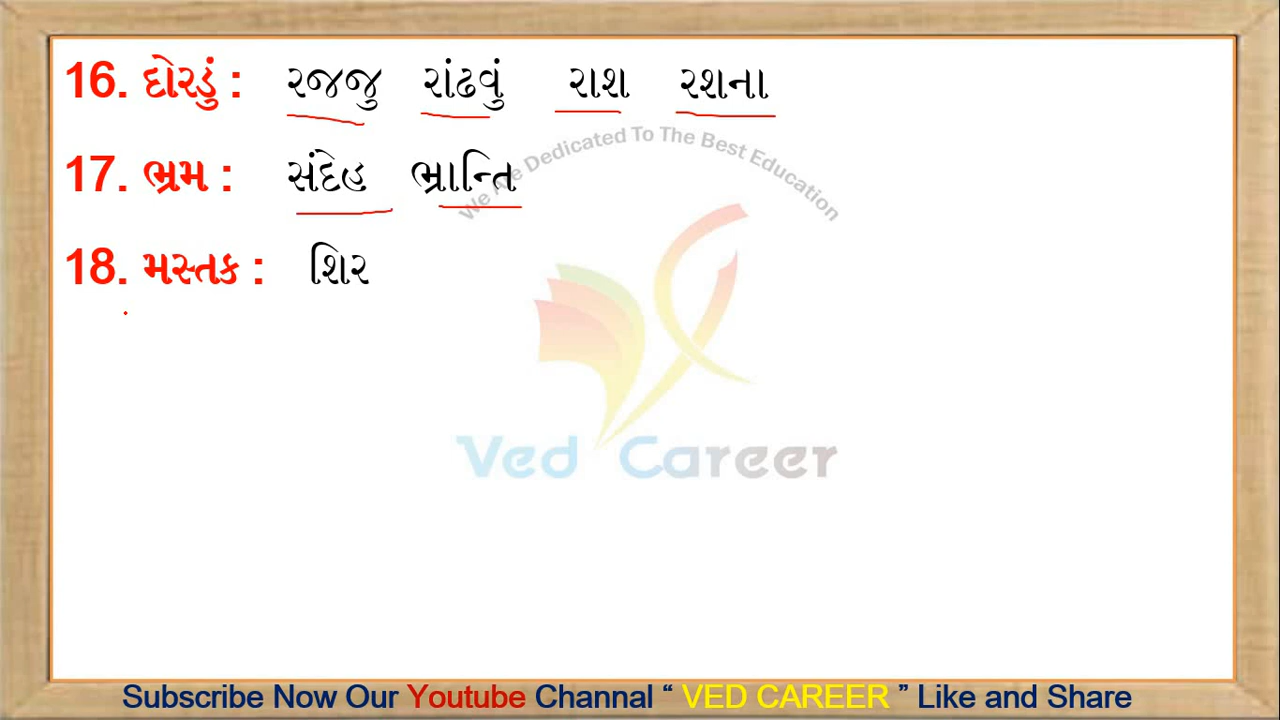 16. દોરડું : રજજુ રાંઢવું રાશ રશના
We Are Dedicated To The Best Education
17. ભ્રમ : સંદેહ ભ્રાન્તિ
18. મસ્તક : શિર
Ved Career
Subscribe Now Our Youtube Channal “ VED CAREER ” Like and Share